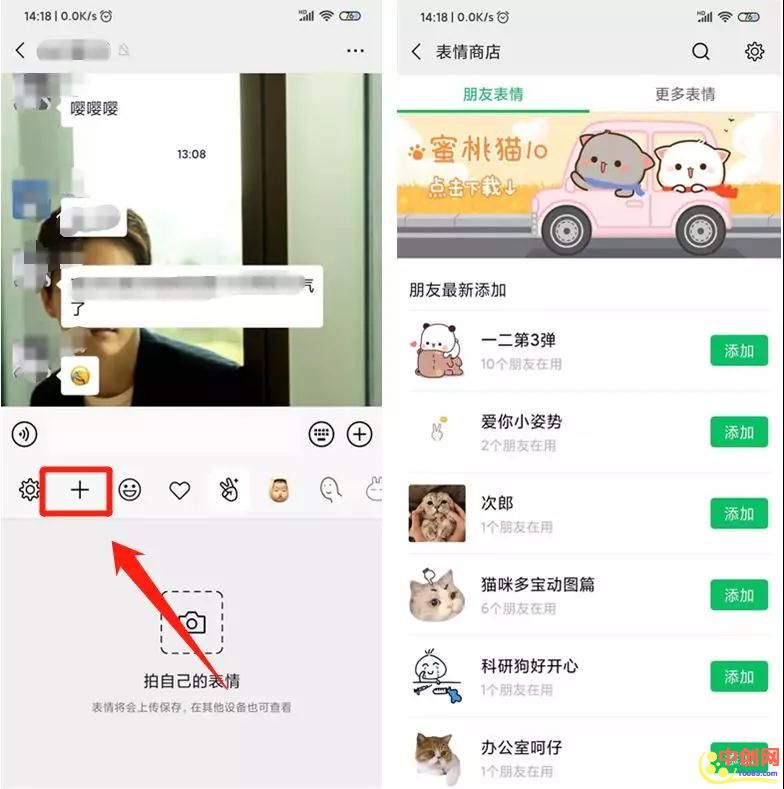 14:18 | 0.0K/s
HD
76
嘤嘤嘤
13:08
气
了
拍自己的表情
表情将会上传保存，在其他设备也可查看
14:18 | 0.0K/s
HD
76
表情商店
朋友表情
更多表情
蜜桃猫10
点击下载↓
朋友最新添加
一二第3弹
10个朋友在用
添加
爱你小姿势
2个朋友在用
添加
次郎
1个朋友在用
添加
猫咪多宝动图篇
6个朋友在用
添加
科研狗好开心
1个朋友在用
添加
办公室呵仔
1个朋友在用
中创网